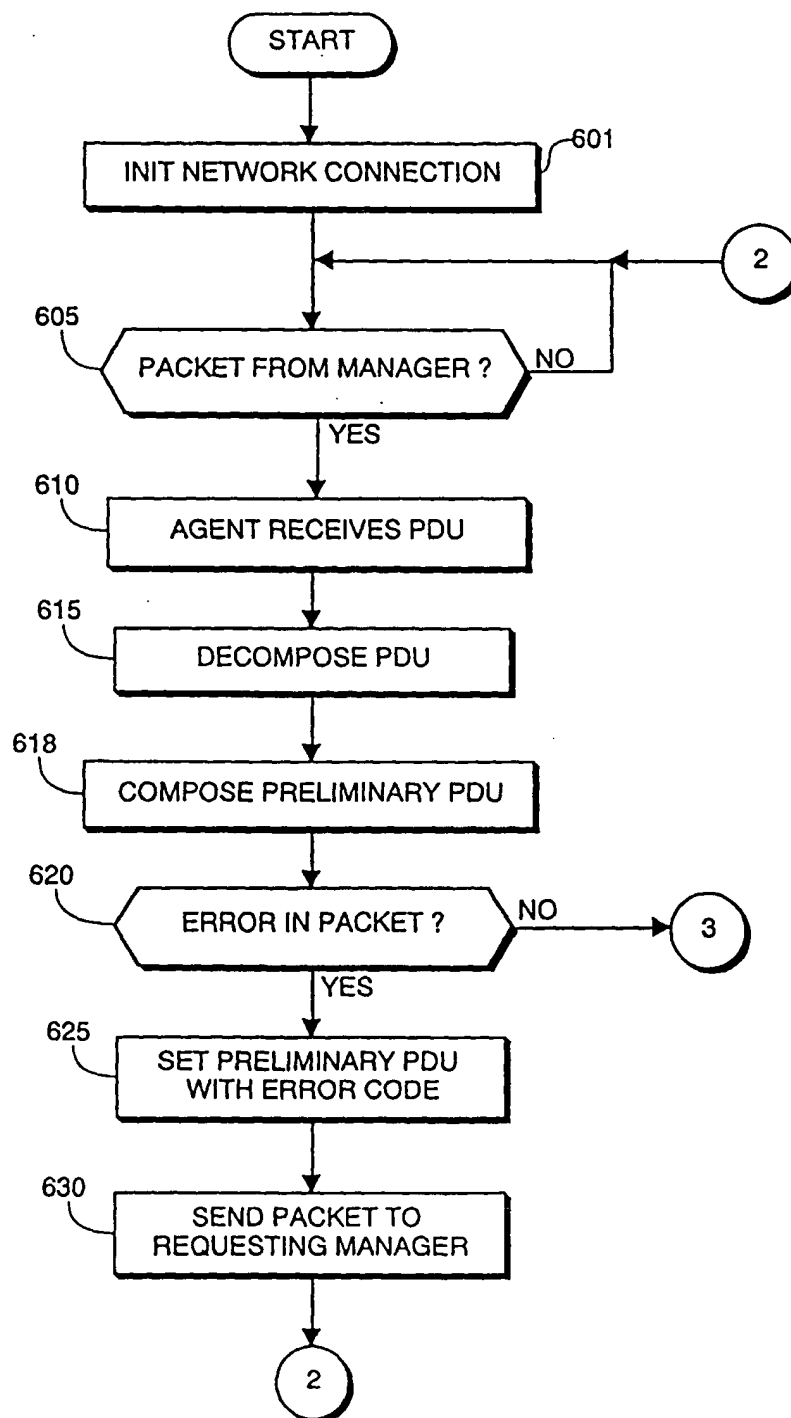 START
INIT NETWORK CONNECTION
601
2
605
PACKET FROM MANAGER ?
NO
YES
610
AGENT RECEIVES PDU
615
DECOMPOSE PDU
618
COMPOSE PRELIMINARY PDU
620
ERROR IN PACKET ?
NO
3
YES
625
SET PRELIMINARY PDU
WITH ERROR CODE
630
SEND PACKET TO
REQUESTING MANAGER
2